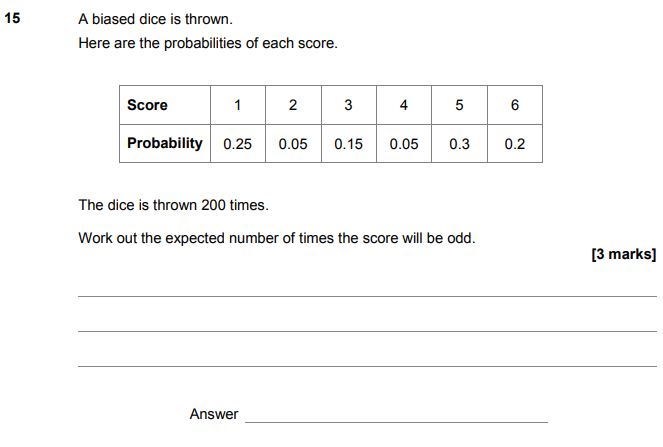 15 A biased dice is thrown.
Here are the probabilities of each score.
Score 1 2 3 4 5 6
Probability 0.25 0.05 0.15 0.05 0.3 0.2
The dice is thrown 200 times.
Work out the expected number of times the score will be odd.
[3 marks]
Answer